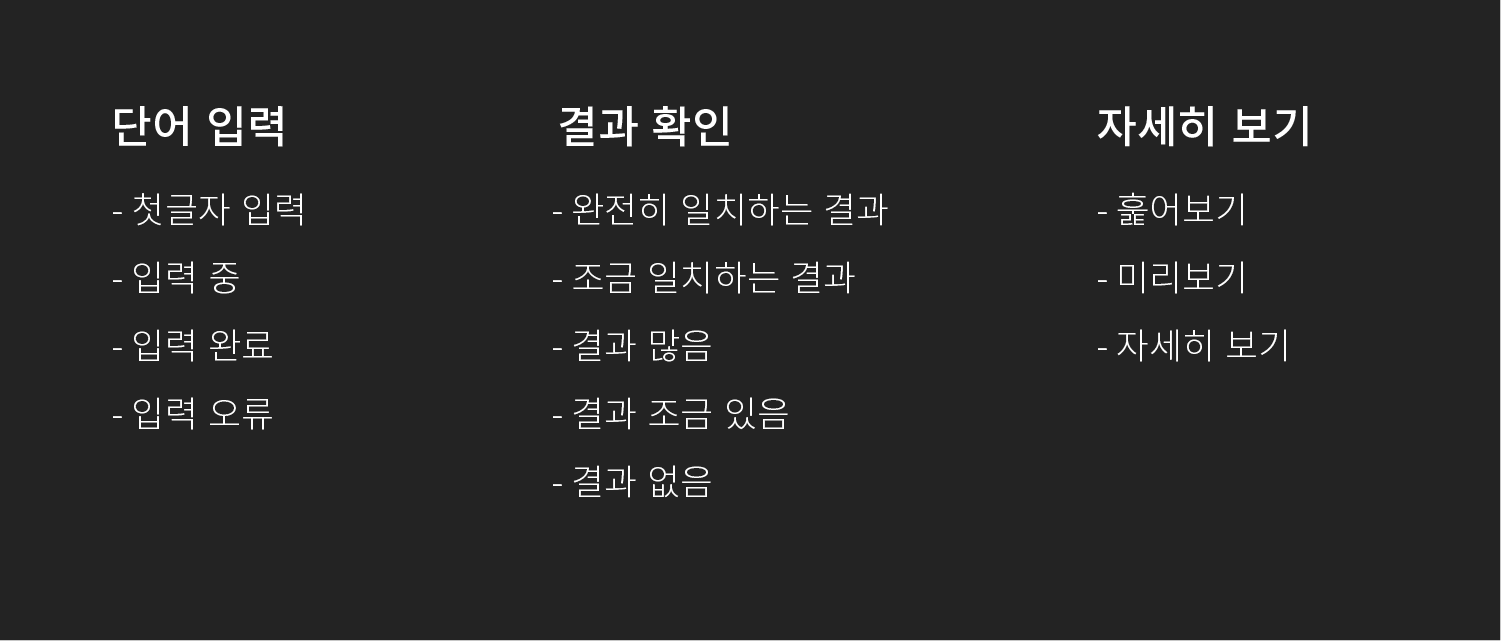 단어 입력
- 첫글자 입력
- 입력 중
- 입력 완료
- 입력 오류
결과 확인
- 완전히 일치하는 결과
- 조금 일치하는 결과
- 결과 많음
- 결과 조금 있음
- 결과 없음
자세히 보기
- 훑어보기
- 미리보기
- 자세히 보기